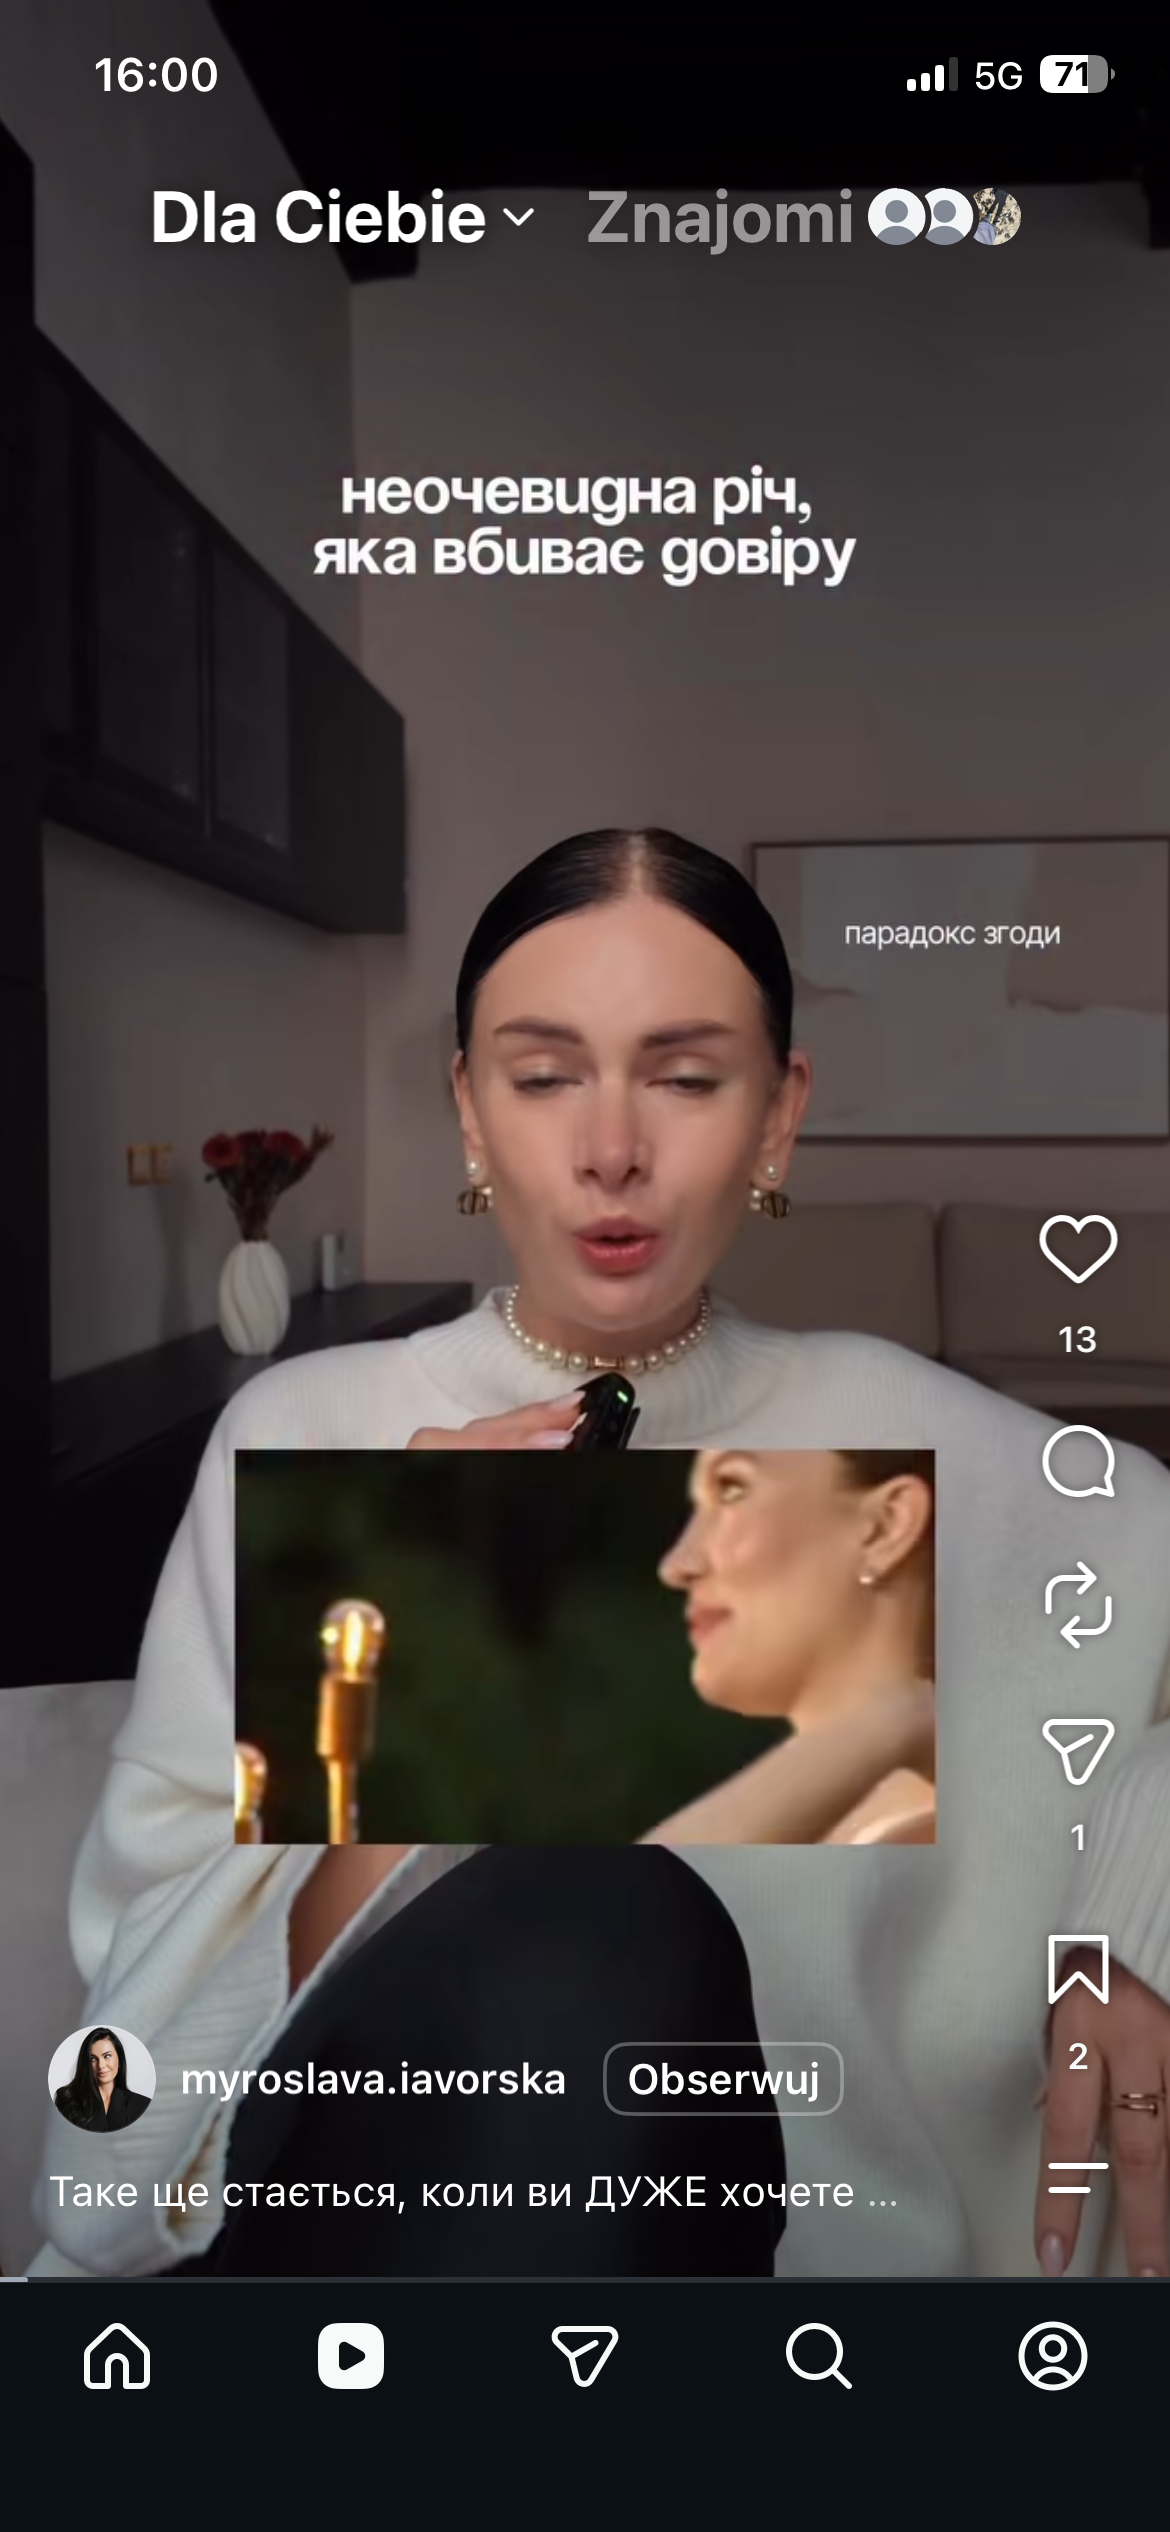 16:00
5G
71
Dla Ciebie
Znajomi
неочевидна річ,
яка вбиває довіру
парадокс згоди
13
1
2
myroslava.iavorska
Obserwuj
Таке ще стається, коли ви ДУЖЕ хочете ...